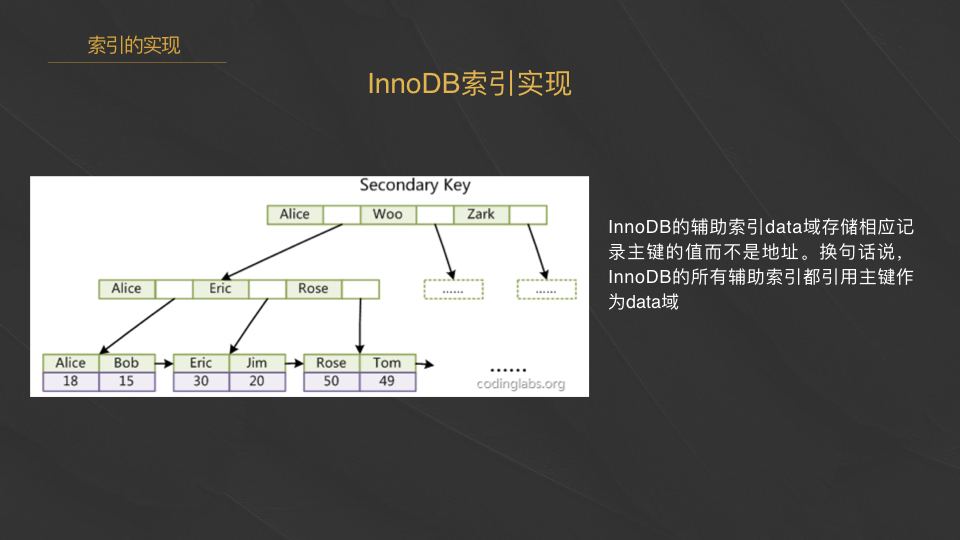 索引的实现
InnoDB索引实现
Secondary Key
Alice Woo Zark
Alice Eric Rose
...... ......
Alice Bob Eric Jim Rose Tom
18 15 30 20 50 49
......
codinglabs.org
InnoDB的辅助索引data域存储相应记
录主键的值而不是地址。换句话说，
InnoDB的所有辅助索引都引用主键作
为data域